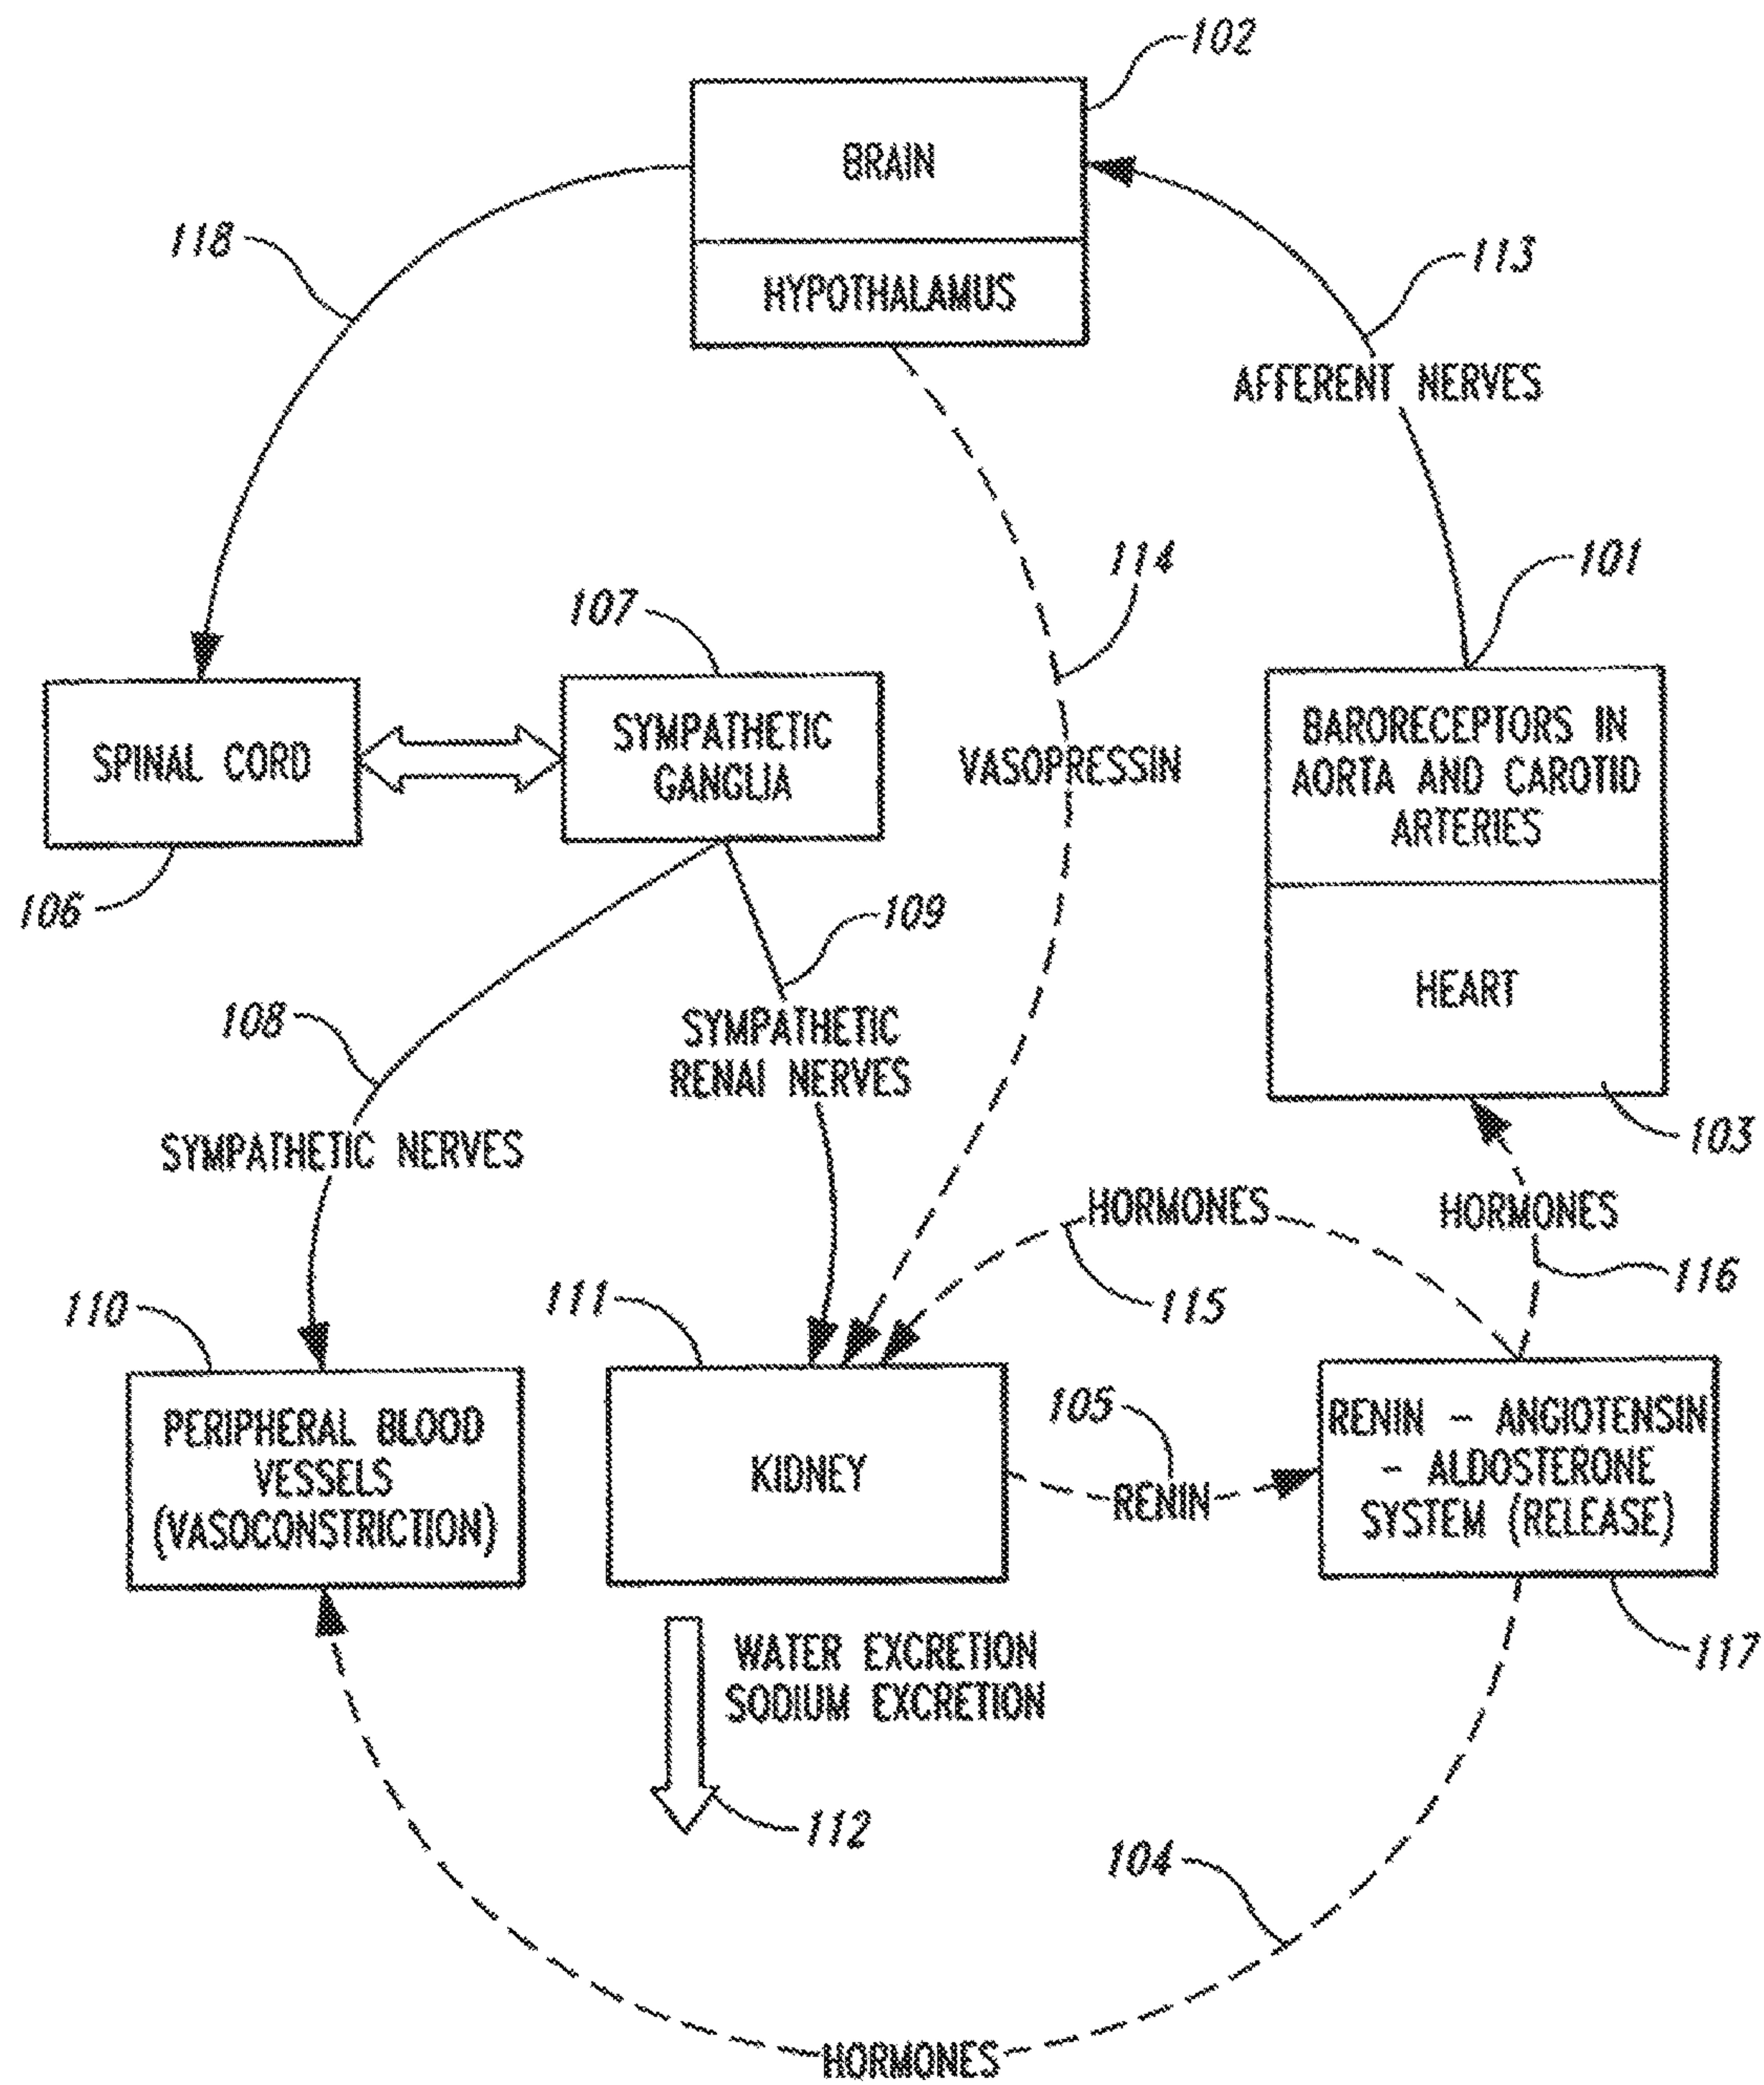 102
BRAIN
118
113
HYPOTHALAMUS
AFFERENT NERVES
114
101
107
BARORECEPTORS IN
AORTA AND CAROTID
ARTERIES
SYMPATHETIC
GANGLIA
SPINAL CORD
VASOPRESSIN
106
109
HEART
108
SYMPATHETIC
RENAI NERVES
103
SYMPATHETIC NERVES
HORMONES
HORMONES
116
115
110
111
105
PERIPHERAL BLOOD
VESSELS
(VASOCONSTRICTION)
KIDNEY
RENIN
RENIN - ANGIOTENSIN
- ALDOSTERONE
SYSTEM (RELEASE)
117
WATER EXCRETION
SODIUM EXCRETION
112
104
HORMONES